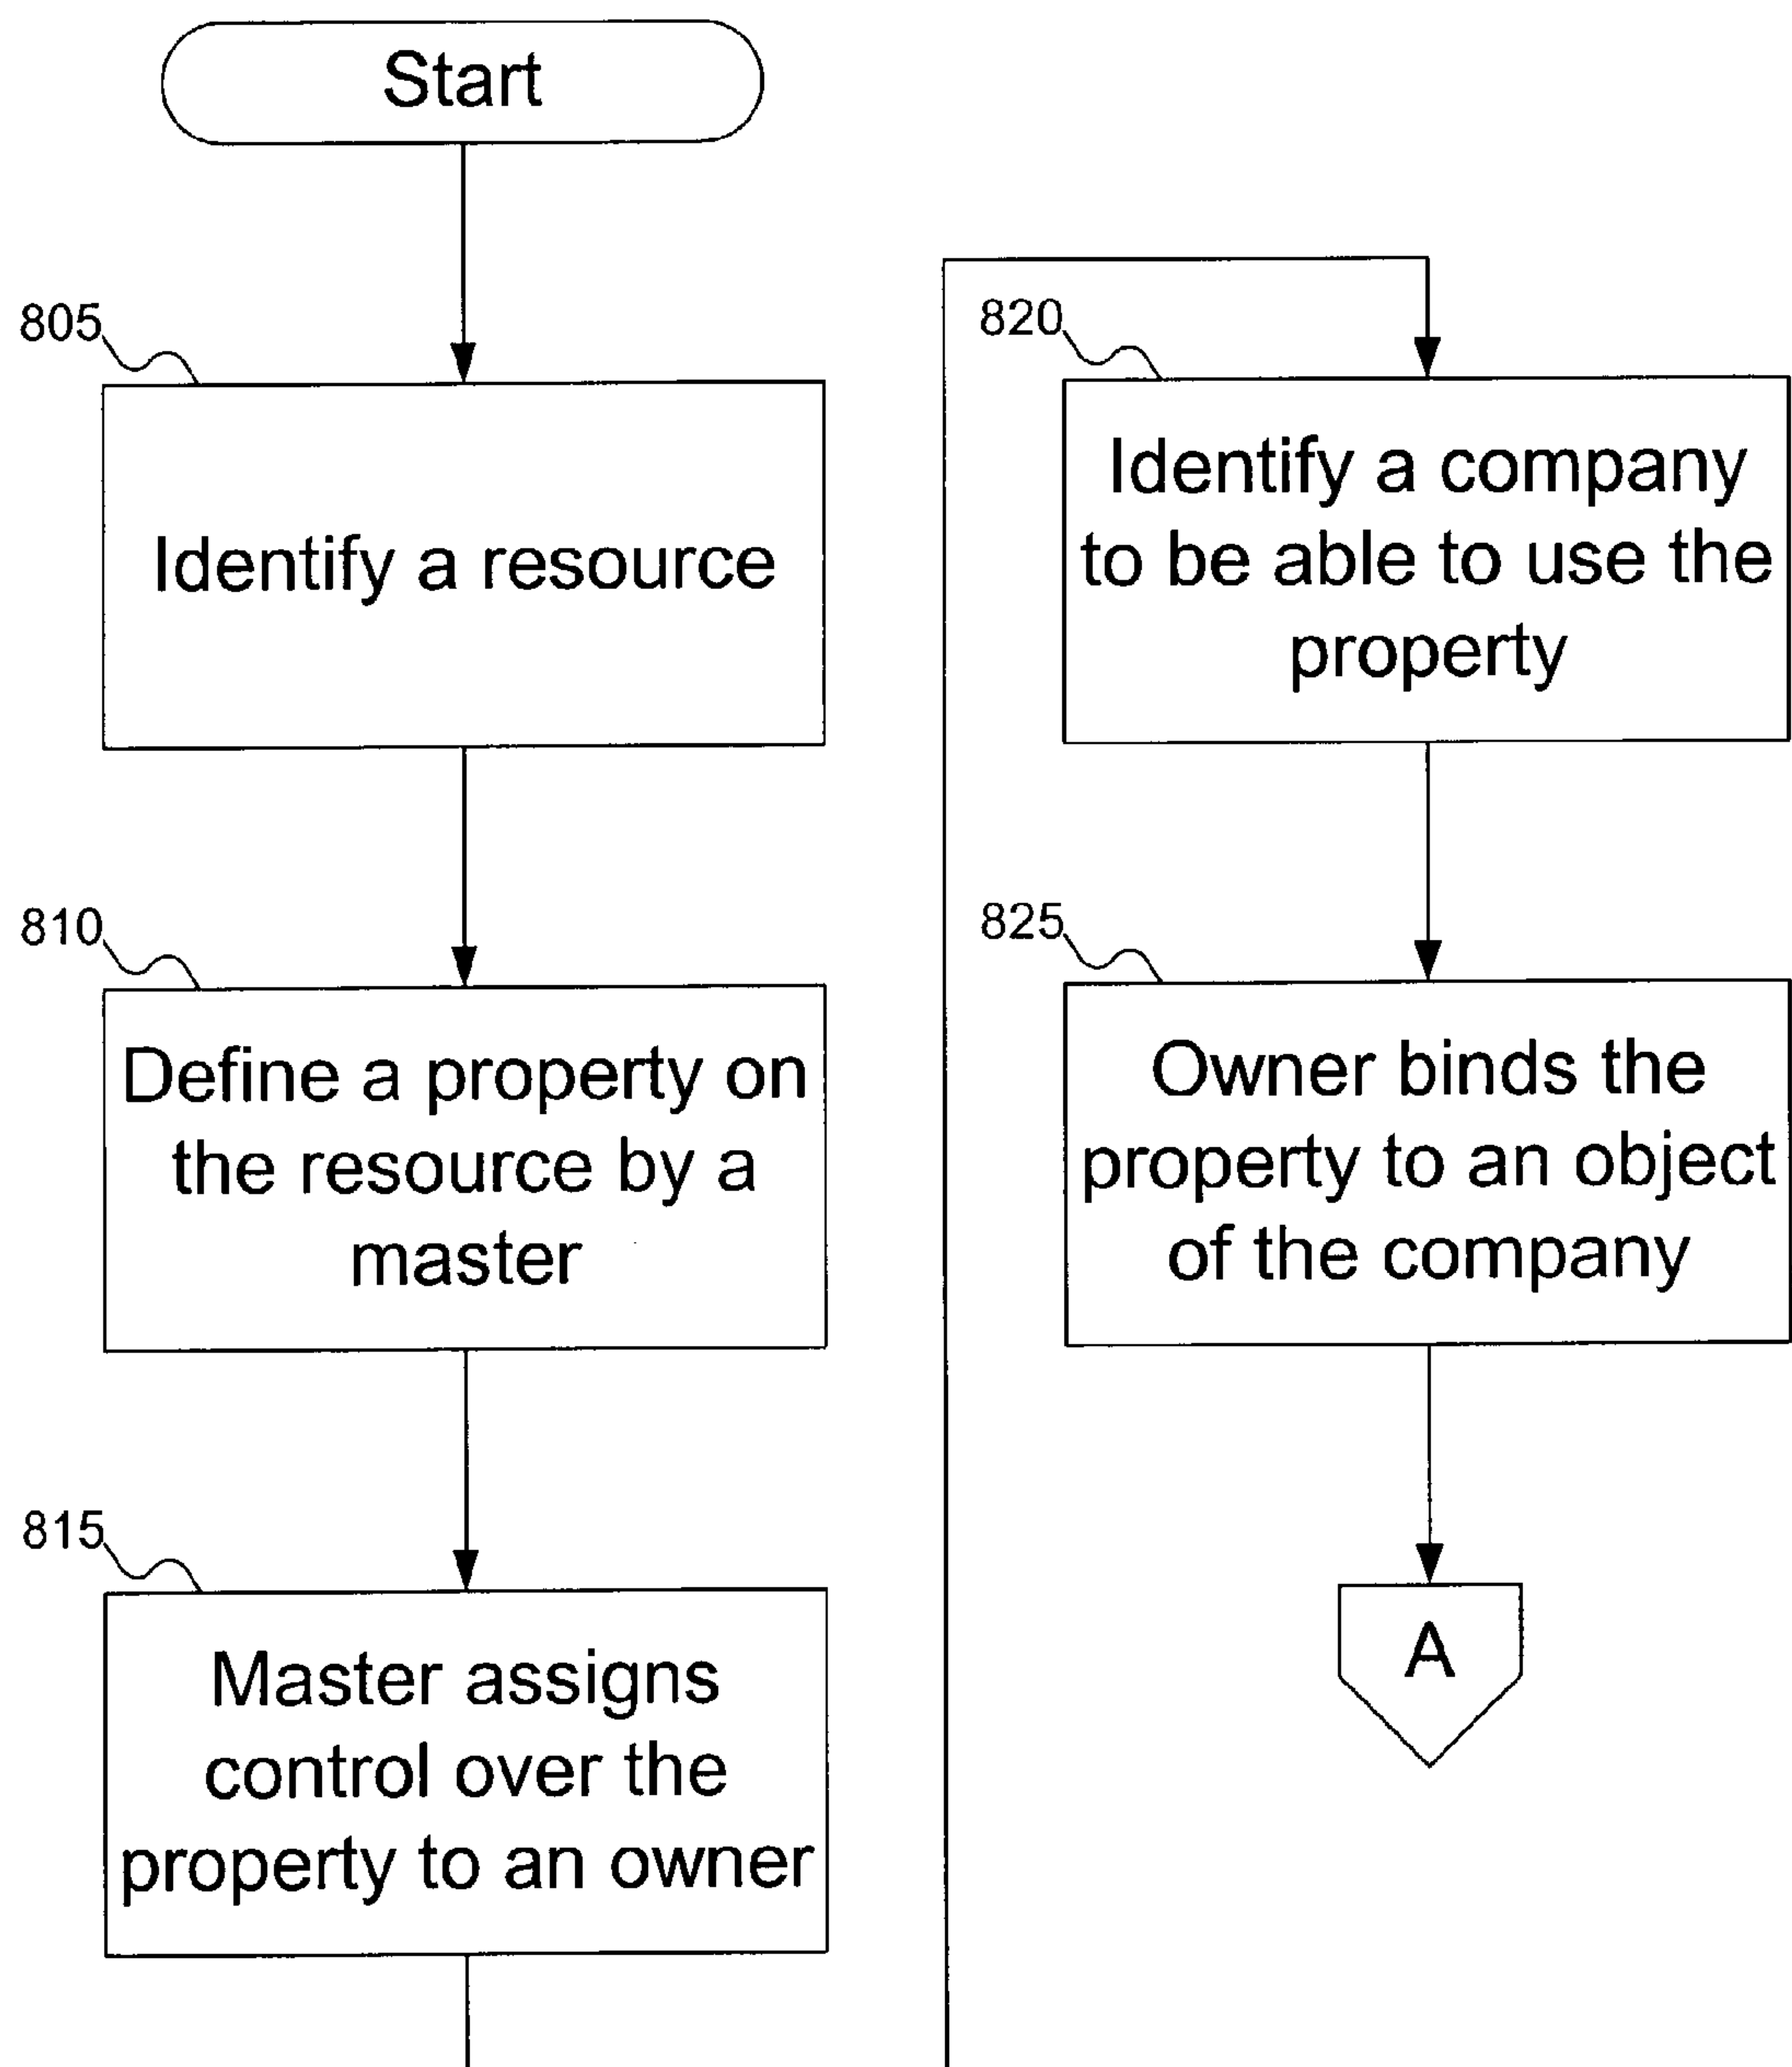 Start
805
Identify a resource
810
Define a property on
the resource by a
master
815
Master assigns
control over the
property to an owner
820
Identify a company
to be able to use the
property
825
Owner binds the
property to an object
of the company
A